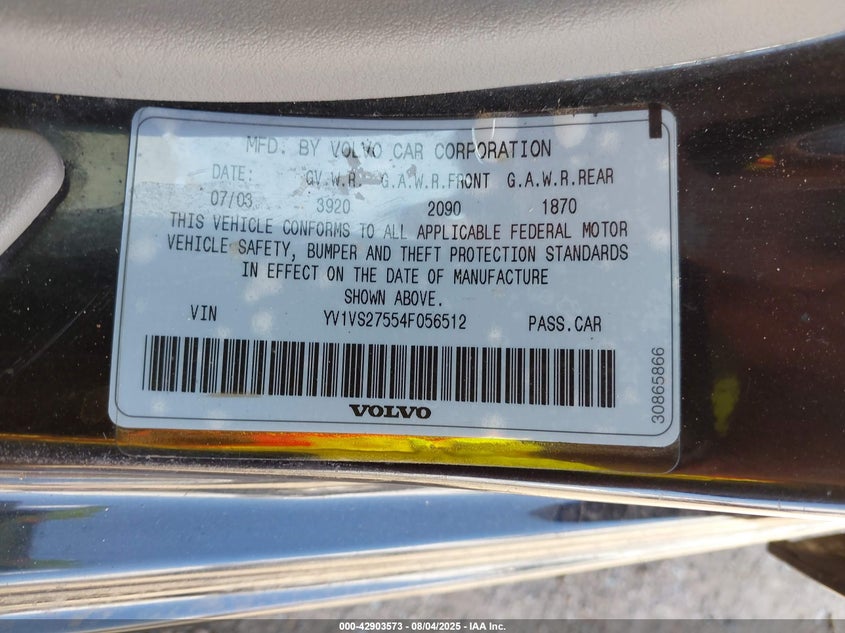 MFD. BY VOLVO CAR CORPORATION
DATE: GV.W.R. G.A.W.R.FRONT G.A.W.R.REAR
07/03 3920 2090 1870
THIS VEHICLE CONFORMS TO ALL APPLICABLE FEDERAL MOTOR
VEHICLE SAFETY, BUMPER AND THEFT PROTECTION STANDARDS
IN EFFECT ON THE DATE OF MANUFACTURE
SHOWN ABOVE.
VIN YV1VS27554F056512 PASS.CAR
VOLVO
30865866
000-42903573 - 08/04/2025 - IAA Inc.